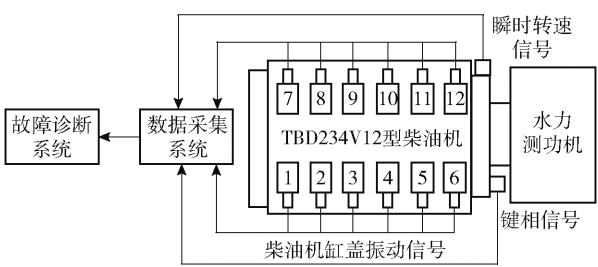 瞬时转速
信号
7 8 9 10 11 12
故障诊断
系统
数据采集
系统
TBD234V12型柴油机
水力
测功机
1 2 3 4 5 6
键相信号
柴油机缸盖振动信号